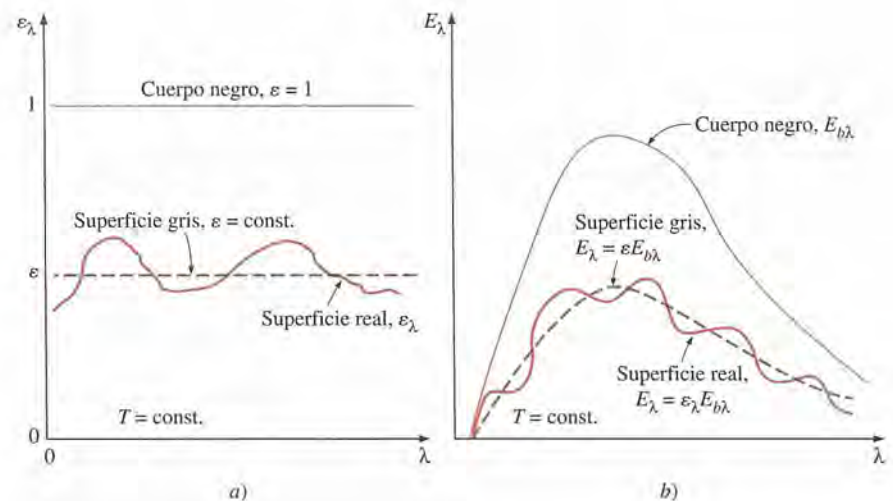 ε_λ
Cuerpo negro, ε = 1
1
Superficie gris, ε = const.
ε
Superficie real, ε_λ
T = const.
0
0
λ
a)
E_λ
Cuerpo negro, E_bλ
Superficie gris,
E_λ = εE_bλ
Superficie real,
E_λ = ε_λE_bλ
T = const.
λ
b)